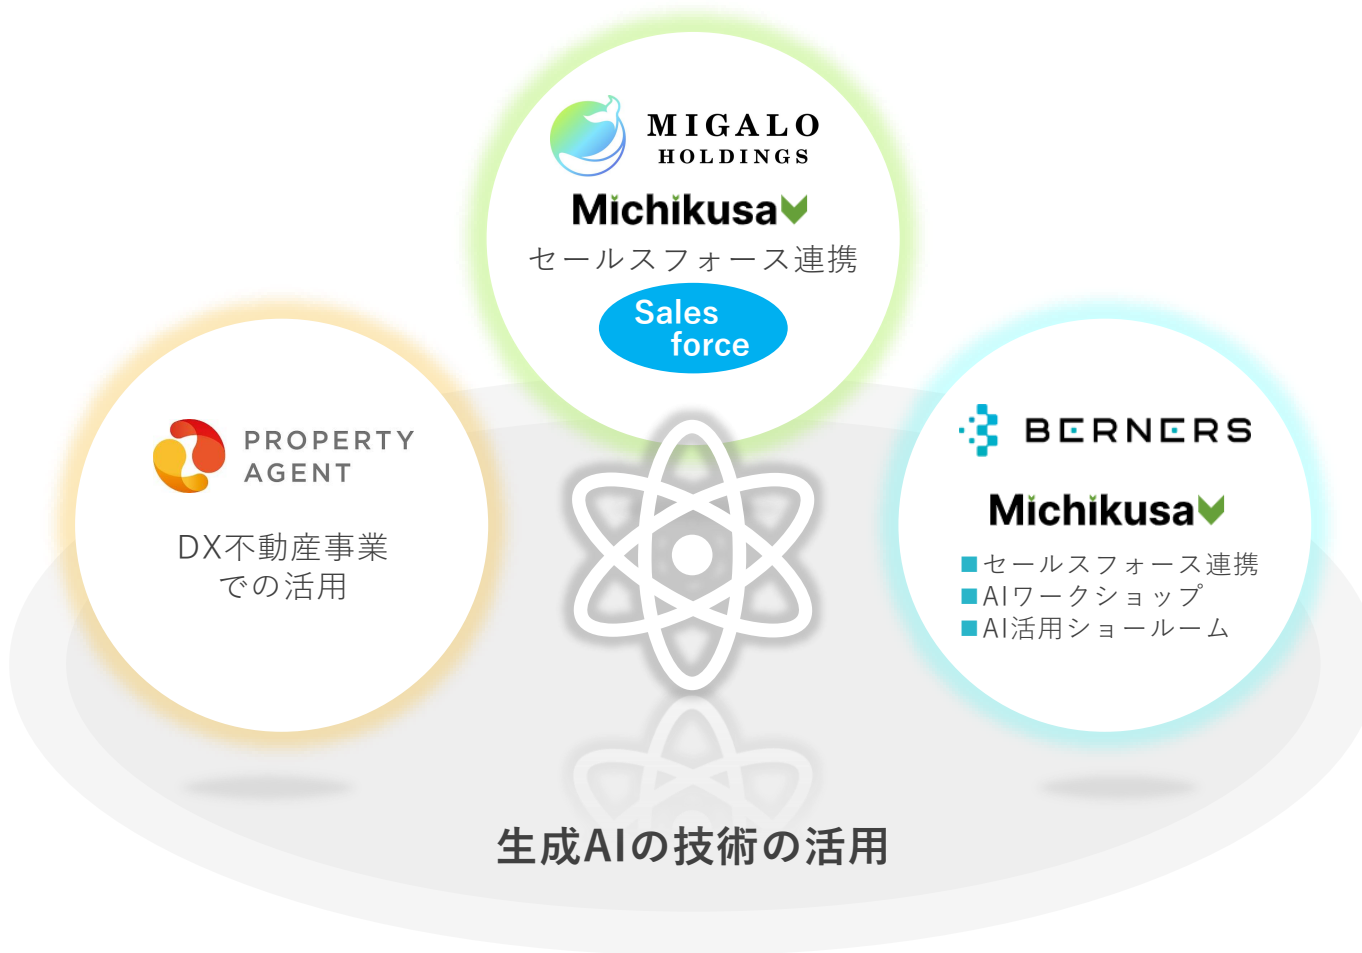 MIGALO
HOLDINGS
Michikusa
セールスフォース連携
Sales
force
PROPERTY
AGENT
DX不動産事業
での活用
BERNERS
Michikusa
■セールスフォース連携
■AIワークショップ
■AI活用ショールーム
生成AIの技術の活用